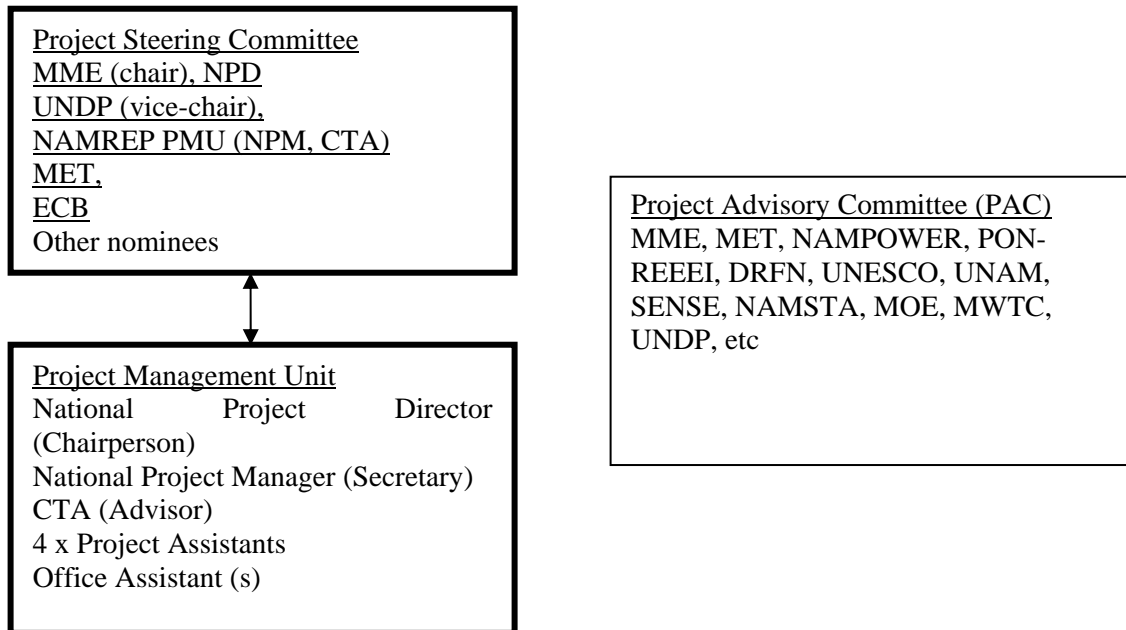 Project Steering Committee
MME (chair), NPD
UNDP (vice-chair),
NAMREP PMU (NPM, CTA)
MET,
ECB
Other nominees
Project Management Unit
National Project Director
(Chairperson)
National Project Manager (Secretary)
CTA (Advisor)
4 x Project Assistants
Office Assistant (s)
Project Advisory Committee (PAC)
MME, MET, NAMPOWER, PON-
REEEI, DRFN, UNESCO, UNAM,
SENSE, NAMSTA, MOE, MWTC,
UNDP, etc